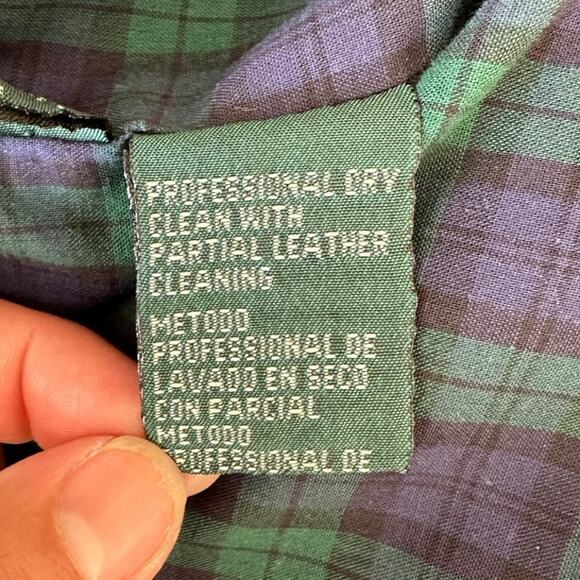 PROFESSIONAL DRY
CLEAN WITH
PARTIAL LEATHER
CLEANING
METODO
PROFESSIONAL DE
LAVADO EN SECO
CON PARCIAL
METODO
PROFESSIONAL DE